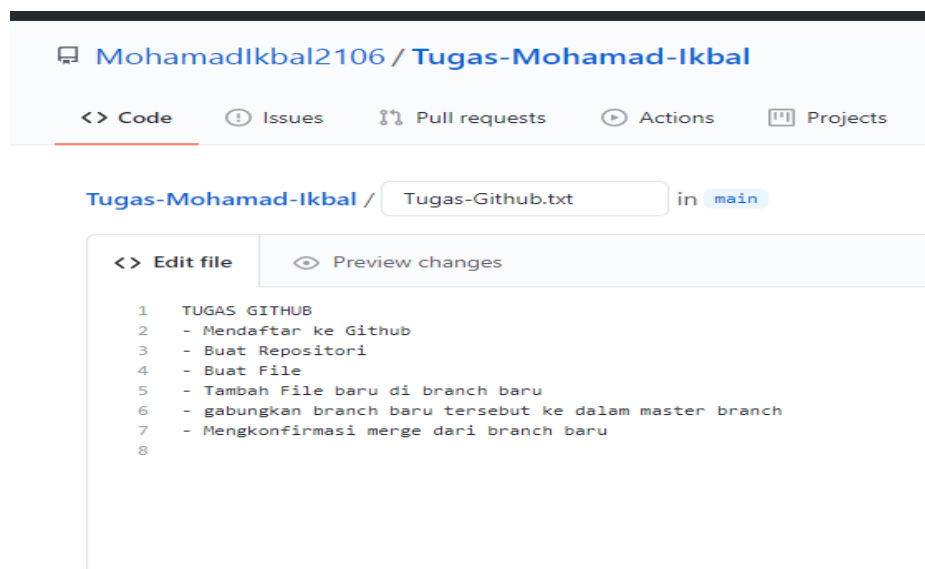 MohamadIkbal2106 / Tugas-Mohamad-Ikbal
<> Code Issues Pull requests Actions Projects
Tugas-Mohamad-Ikbal / Tugas-Github.txt in main
<> Edit file Preview changes
1 TUGAS GITHUB
2 - Mendaftar ke Github
3 - Buat Repositori
4 - Buat File
5 - Tambah File baru di branch baru
6 - gabungkan branch baru tersebut ke dalam master branch
7 - Mengkonfirmasi merge dari branch baru
8